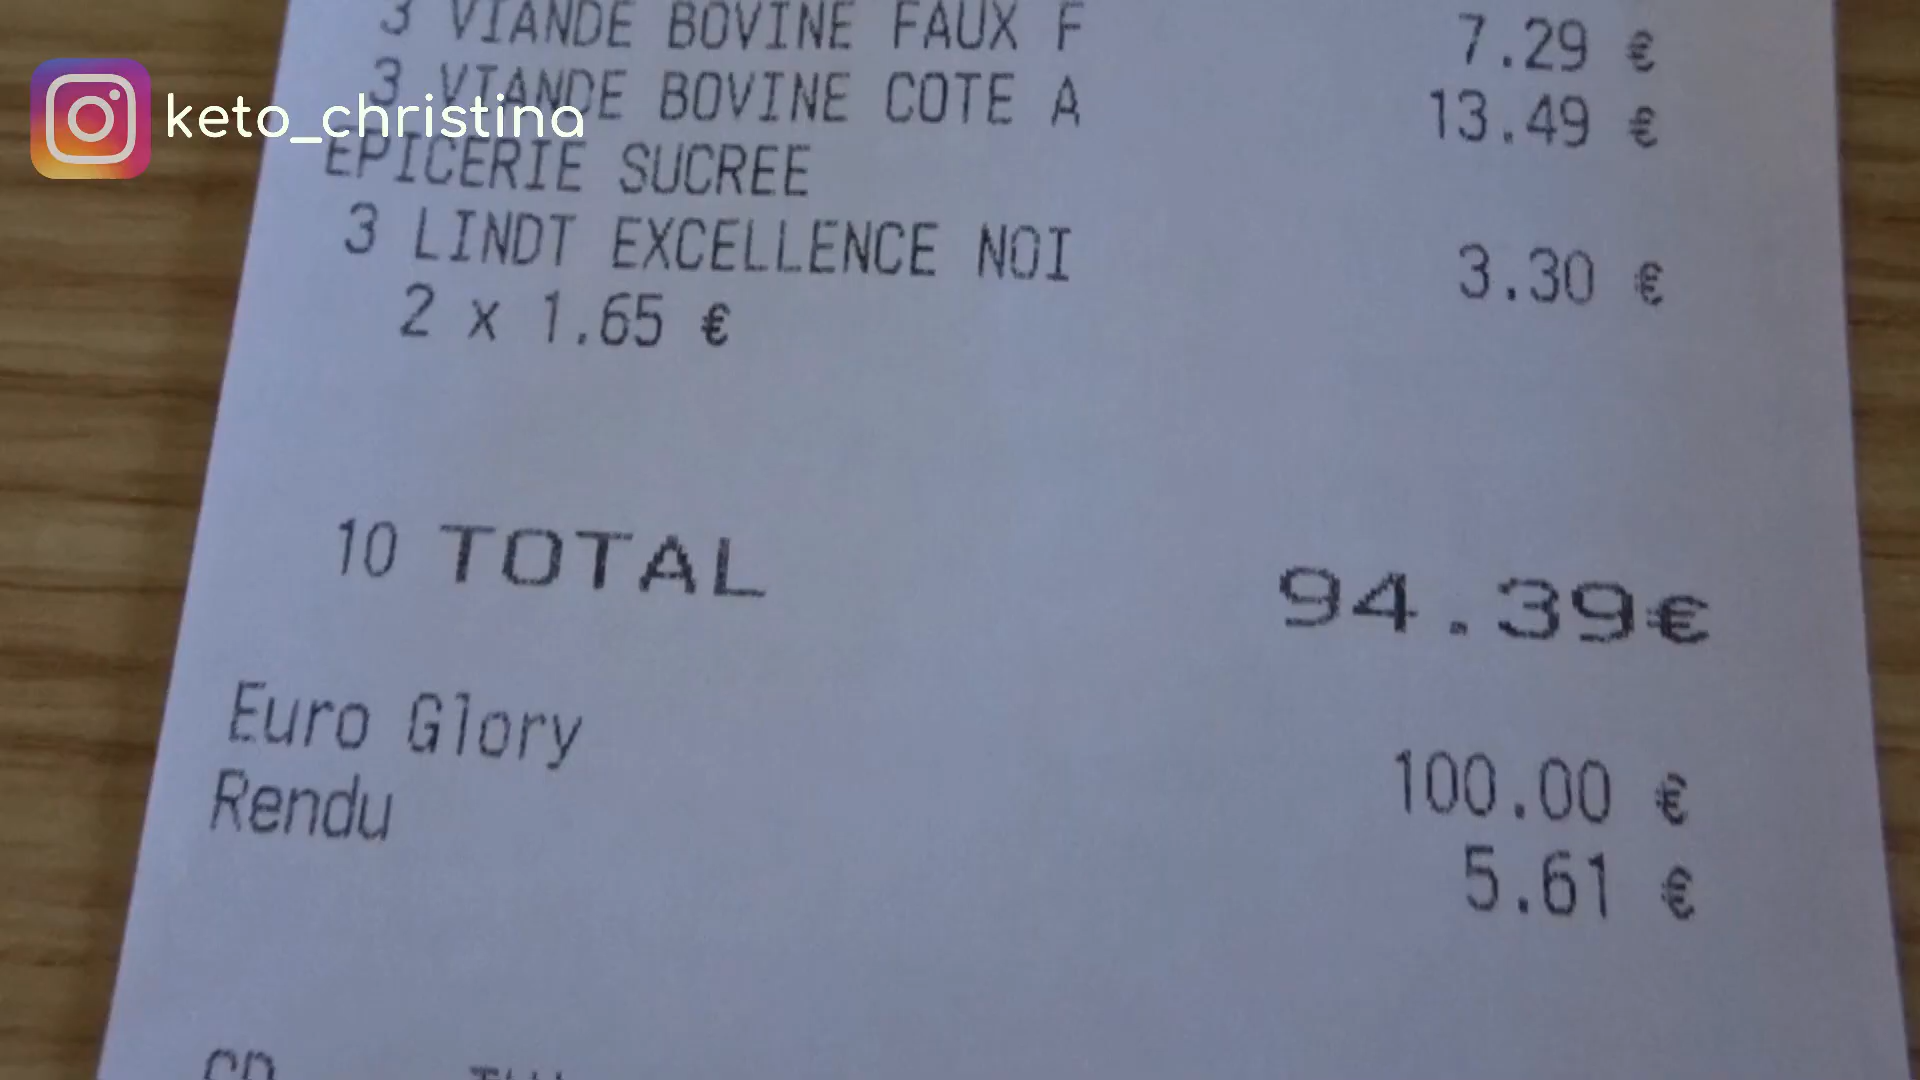 3 VIANDE BOVINE FAUX F 7.29 €
3 VIANDE BOVINE COTE A 13.49 €
keto_christina
EPICERIE SUCREE
3 LINDT EXCELLENCE NOI 3.30 €
2 x 1.65 €
10 TOTAL 94.39€
Euro Glory 100.00 €
Rendu 5.61 €